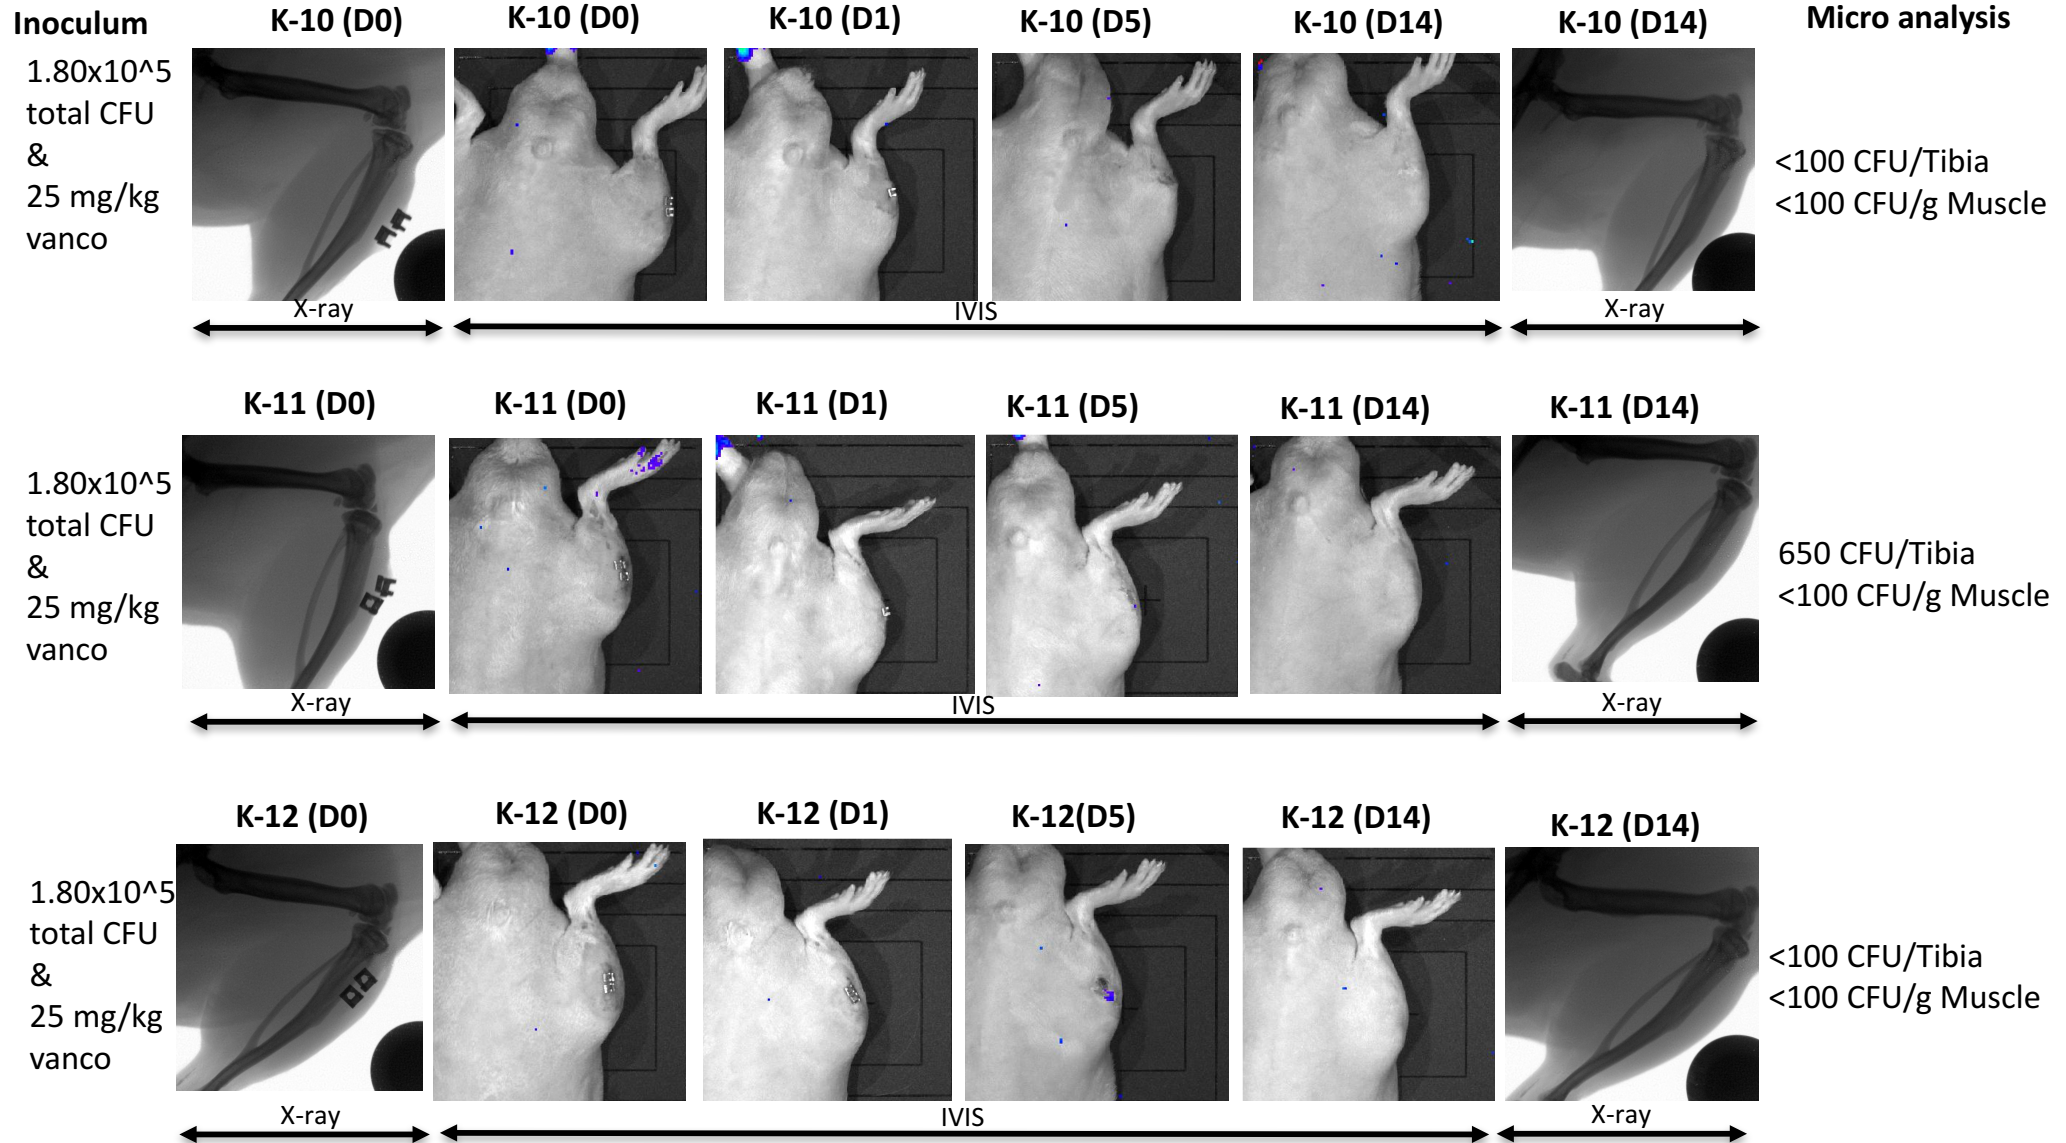 Inoculum
K-10 (D0)
K-10 (D0)
K-10 (D1)
K-10 (D5)
K-10 (D14)
K-10 (D14)
Micro analysis
1.80x10^5
total CFU
&
25 mg/kg
vanco
<100 CFU/Tibia
<100 CFU/g Muscle
X-ray
IVIS
X-ray
K-11 (D0)
K-11 (D0)
K-11 (D1)
K-11 (D5)
K-11 (D14)
K-11 (D14)
1.80x10^5
total CFU
&
25 mg/kg
vanco
650 CFU/Tibia
<100 CFU/g Muscle
X-ray
IVIS
X-ray
K-12 (D0)
K-12 (D0)
K-12 (D1)
K-12(D5)
K-12 (D14)
K-12 (D14)
1.80x10^5
total CFU
&
25 mg/kg
vanco
<100 CFU/Tibia
<100 CFU/g Muscle
X-ray
IVIS
X-ray